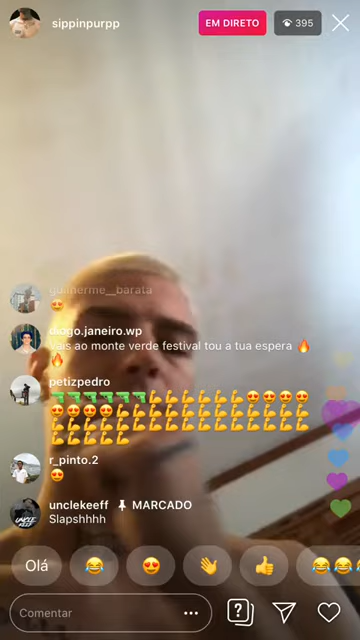 sippinpurpp
EM DIRETO
395
guilherme__barata
😍
diogo.janeiro.wp
Vais ao monte verde festival tou a tua espera 🔥
🔥
petizpedro
🔫🔫🔫🔫🔫🔫💪💪💪💪💪💪😍😍😍😍
😍😍😍😍💪💪💪💪💪💪💪💪💪💪💪💪
💪💪💪💪💪💪💪💪💪💪💪💪💪💪💪💪
💪💪💪💪💪
r_pinto.2
😍
unclekeeff MARCADO
Slapshhhh
Olá 😂 😍 👋 👍 😂😂
Comentar